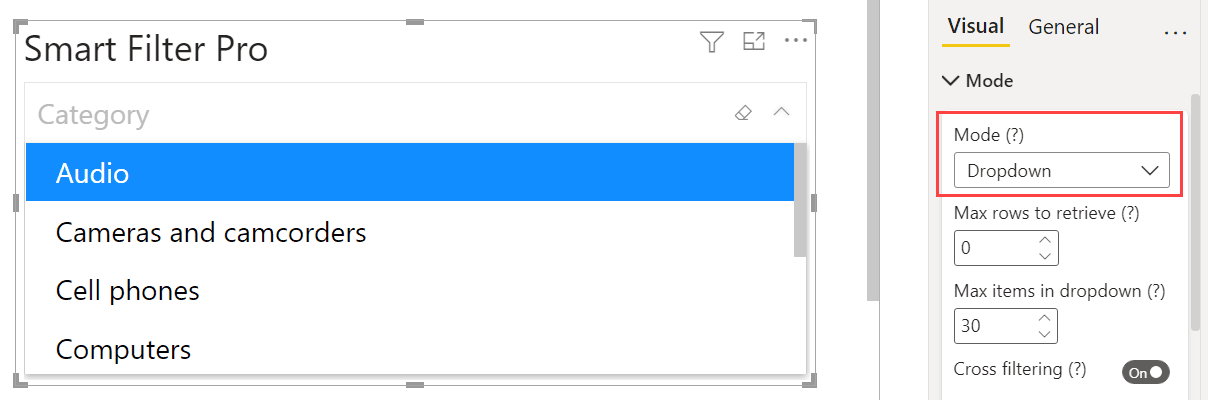 Smart Filter Pro
Category
Audio
Cameras and camcorders
Cell phones
Computers
Visual General
Mode
Mode (?)
Dropdown
Max rows to retrieve (?)
0
Max items in dropdown (?)
30
Cross filtering (?) On